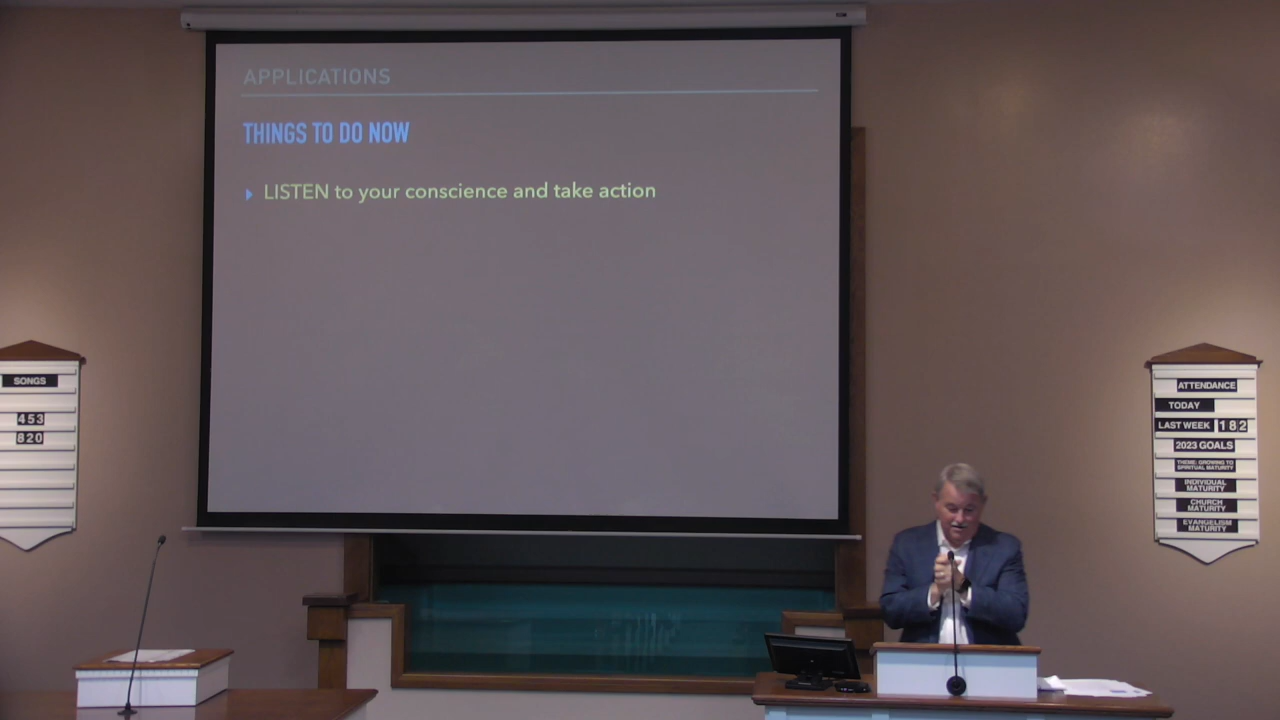 APPLICATIONS
THINGS TO DO NOW
LISTEN to your conscience and take action
SONGS
453
820
ATTENDANCE
TODAY
LAST WEEK 182
2023 GOALS
THEME: GROWING TO
SPIRITUAL MATURITY
INDIVIDUAL
MATURITY
CHURCH
MATURITY
EVANGELISM
MATURITY